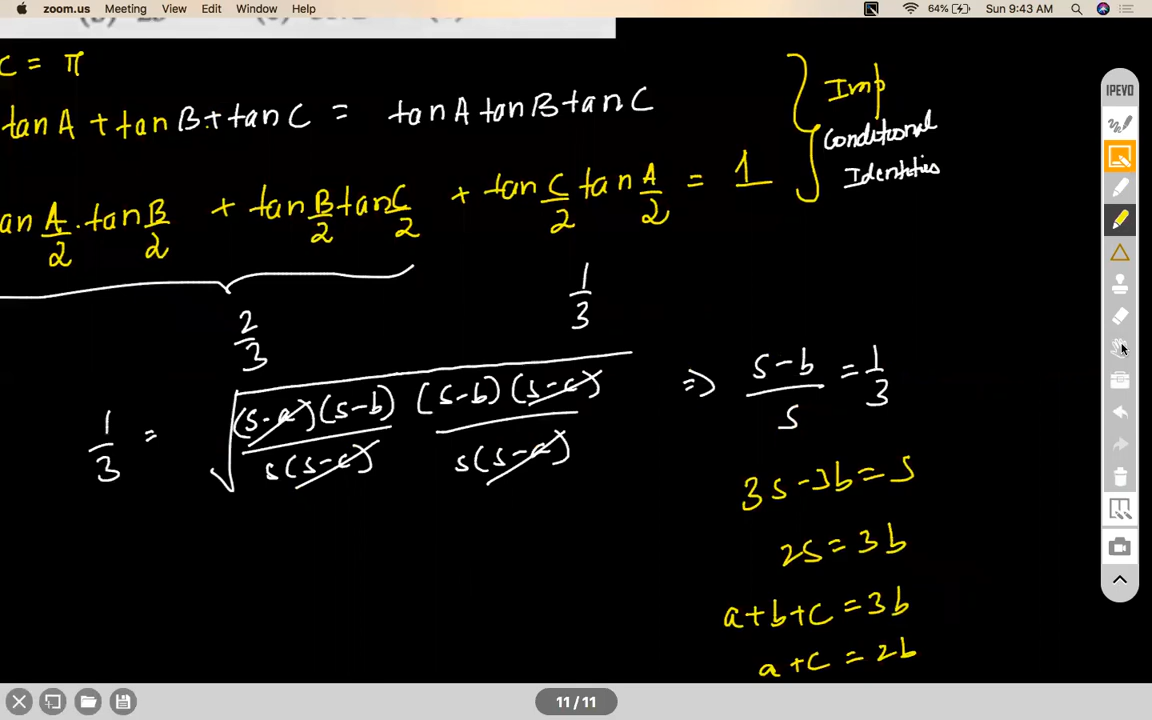 zoom.us Meeting View Edit Window Help 64% Sun 9:43 AM
C = π
tan A + tan B + tan C = tan A tan B tan C
Imp
Conditional
Identities
tan A/2 . tan B/2 + tan B/2 tan C/2 + tan C/2 tan A/2 = 1
2/3
1/3
1/3 = √((s-a)(s-b)/s(s-c) (s-b)(s-c)/s(s-a))
⇒ s-b/s = 1/3
3s - 3b = s
2s = 3b
a+b+c = 3b
a+c = 2b
IPEVO
11/11